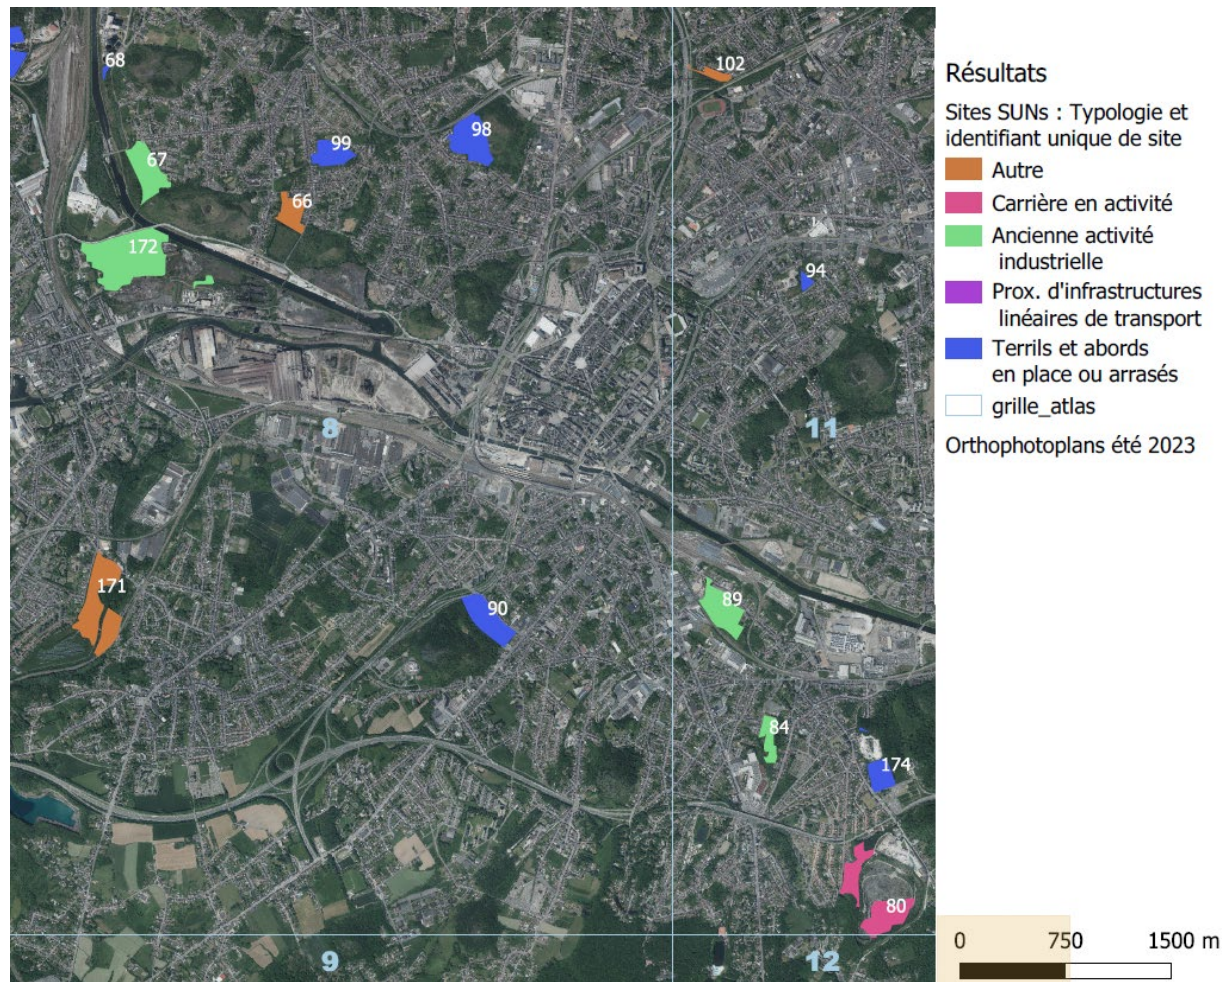 68
102
98
99
67
66
172
94
8
11
171
90
89
84
174
80
9
12
Résultats
Sites SUNs : Typologie et
identifiant unique de site
Autre
Carrière en activité
Ancienne activité
industrielle
Prox. d'infrastructures
linéaires de transport
Terrils et abords
en place ou arrasés
grille_atlas
Orthophotoplans été 2023
0 750 1500 m